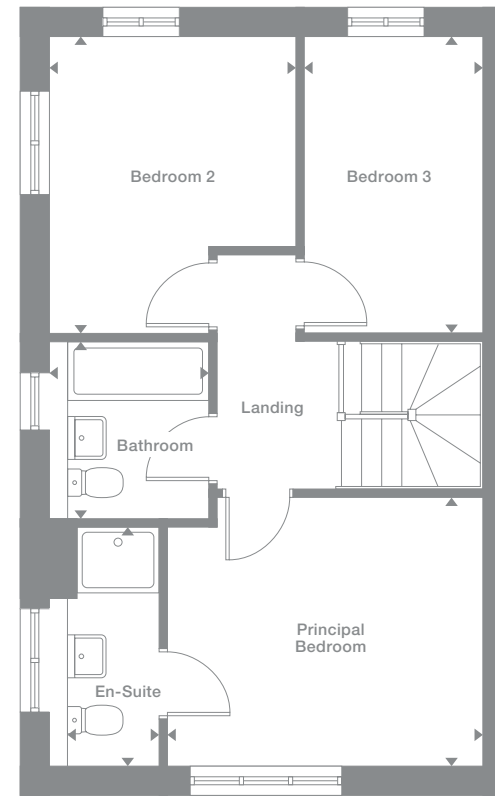 Bedroom 2
Bedroom 3
Landing
Bathroom
Principal
Bedroom
En-Suite